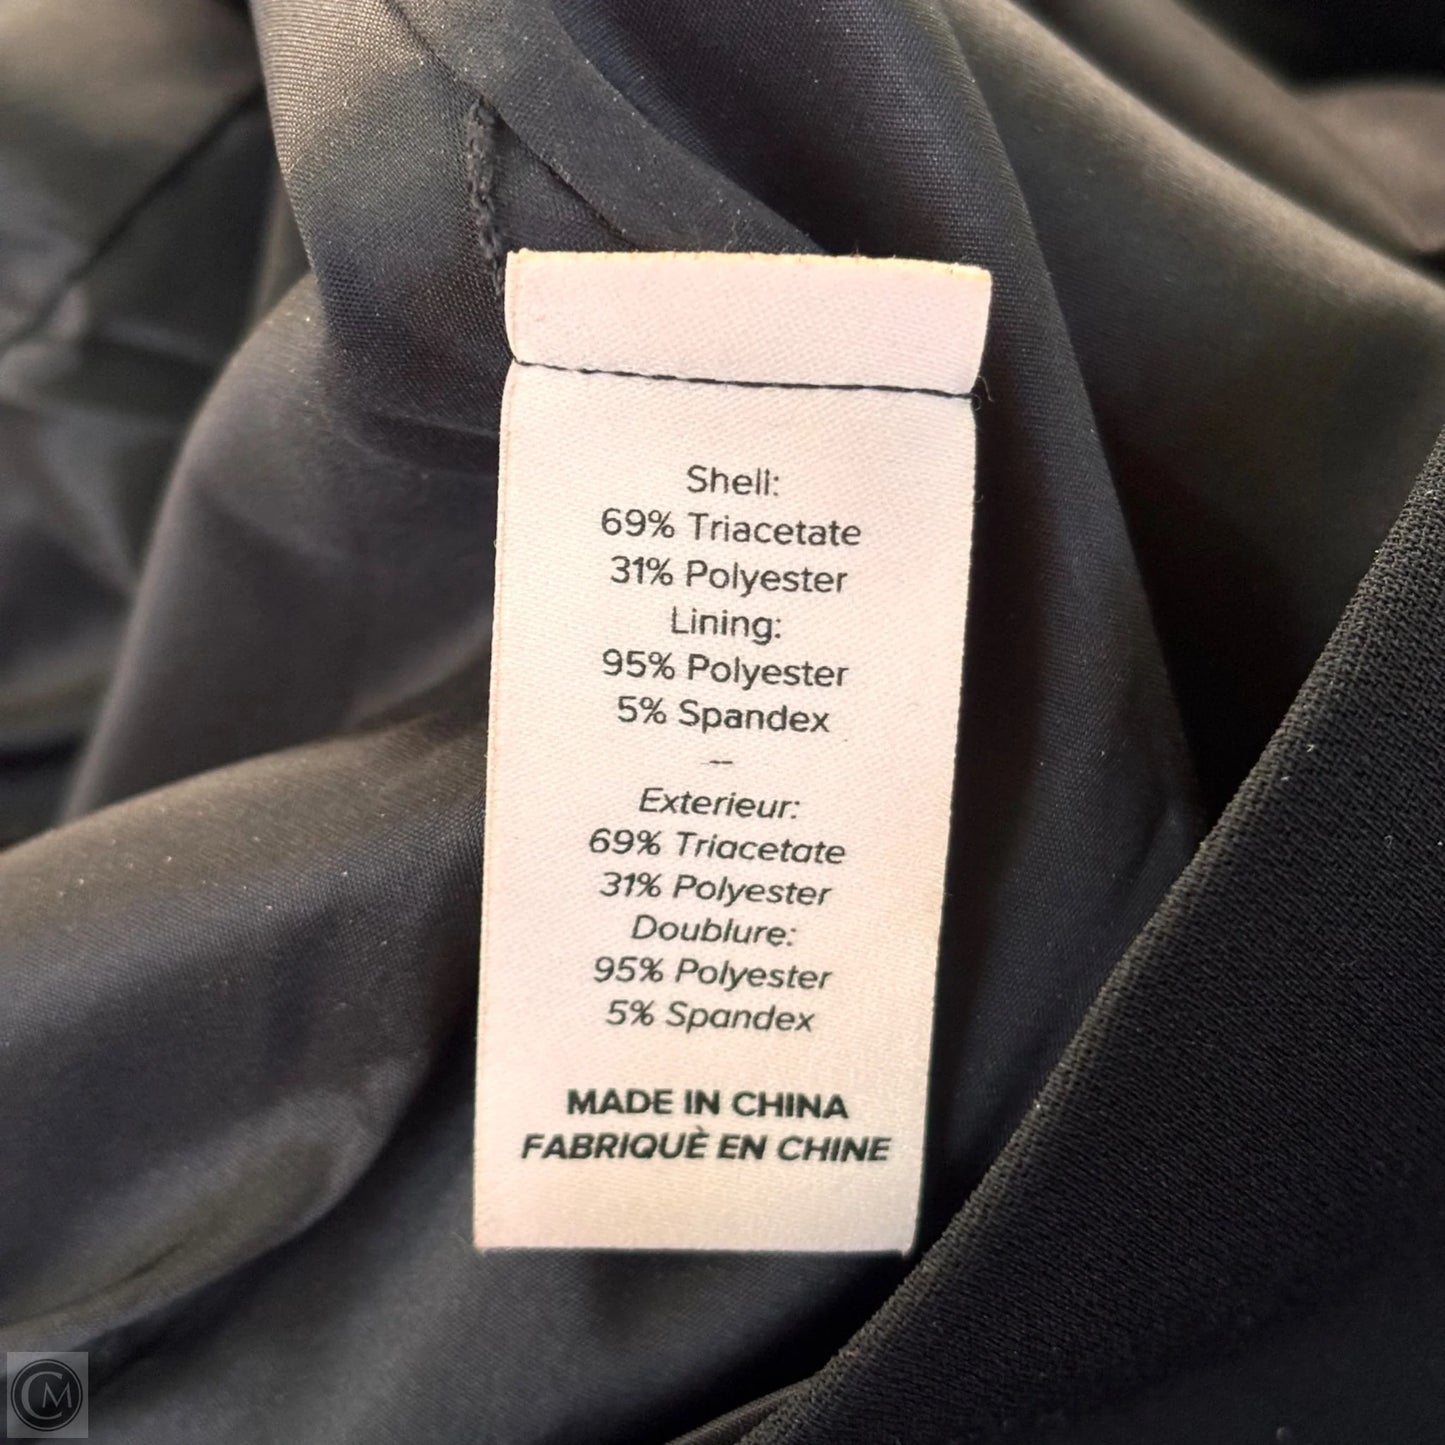 Shell:
69% Triacetate
31% Polyester
Lining:
95% Polyester
5% Spandex
--
Exterieur:
69% Triacetate
31% Polyester
Doublure:
95% Polyester
5% Spandex
MADE IN CHINA
FABRIQUÈ EN CHINE
CM